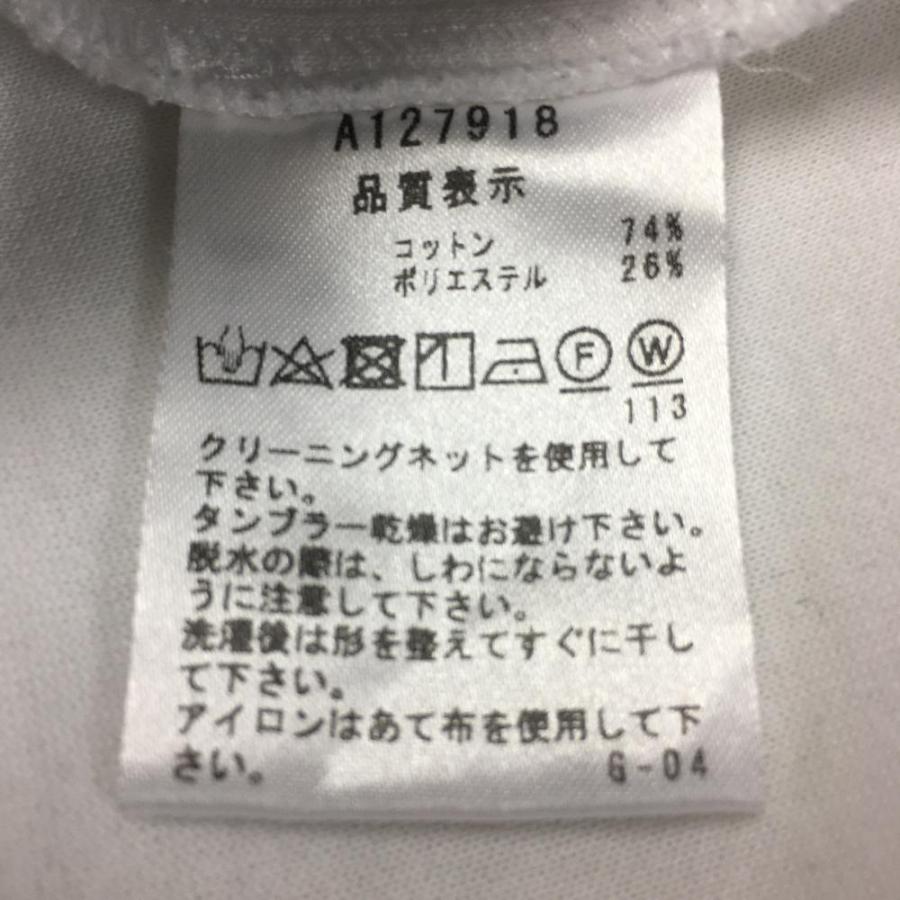 A127918
品質表示
コットン 74%
ポリエステル 26%
F W
113
クリーニングネットを使用して
下さい。
タンブラー乾燥はお避け下さい。
脱水の際は、しわにならないよ
うに注意して下さい。
洗濯後は形を整えてすぐに干し
て下さい。
アイロンはあて布を使用して下
さい。 G-04